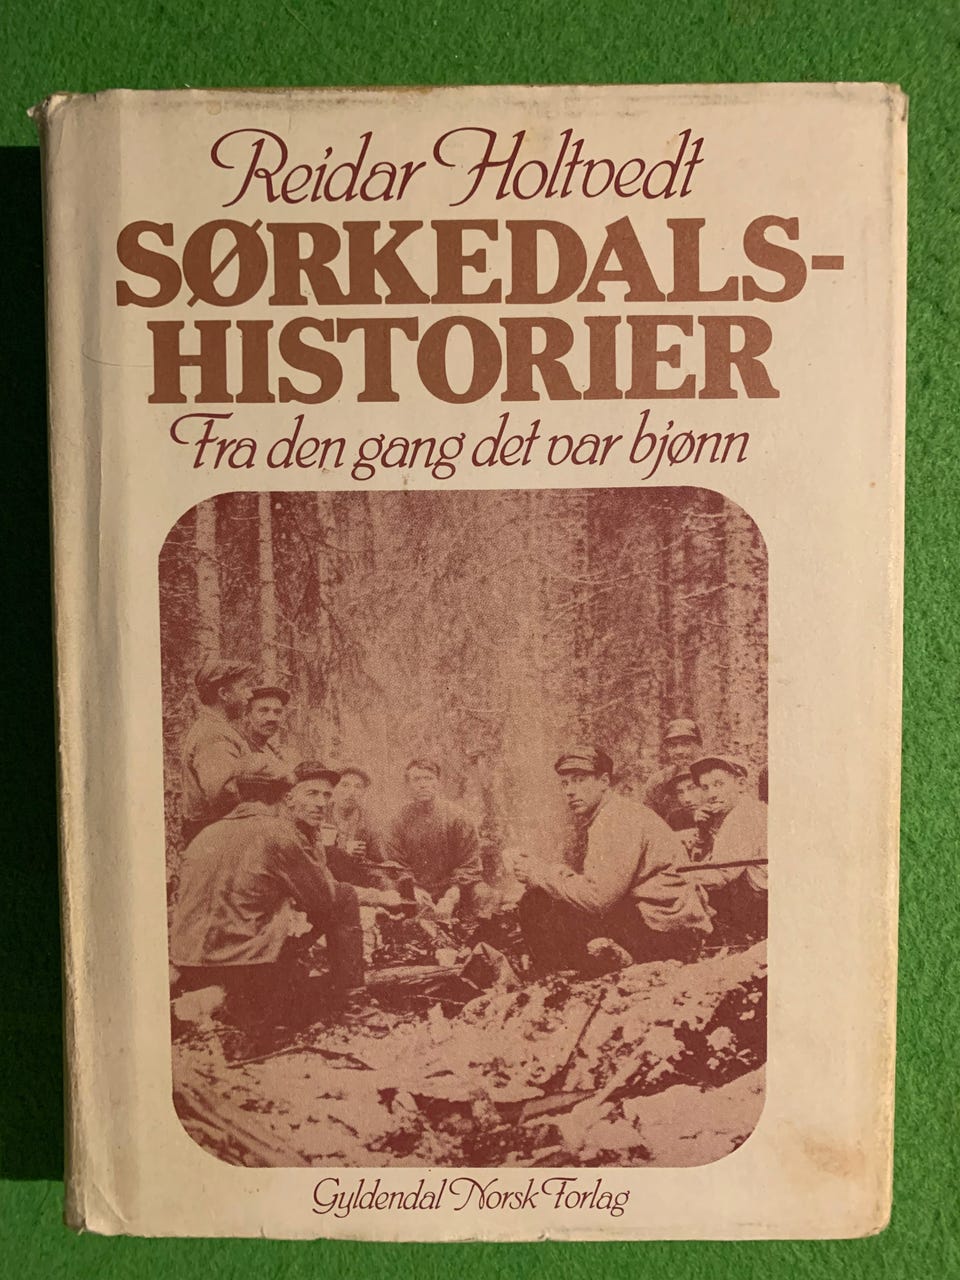 Reidar Holtvedt
SØRKEDALS-
HISTORIER
Fra den gang det var bjønn
Gyldendal Norsk Forlag